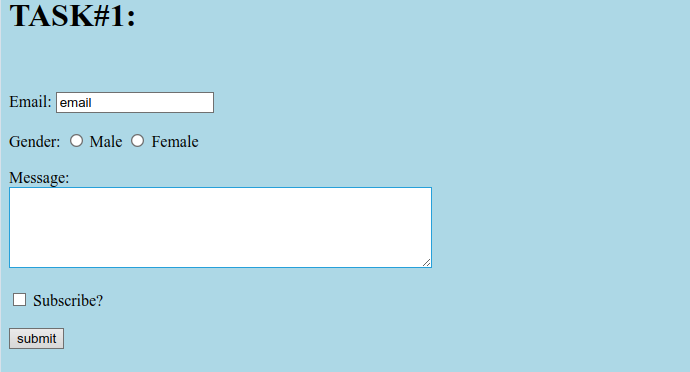 TASK#1:
Email: email
Gender: Male Female
Message:
Subscribe?
submit